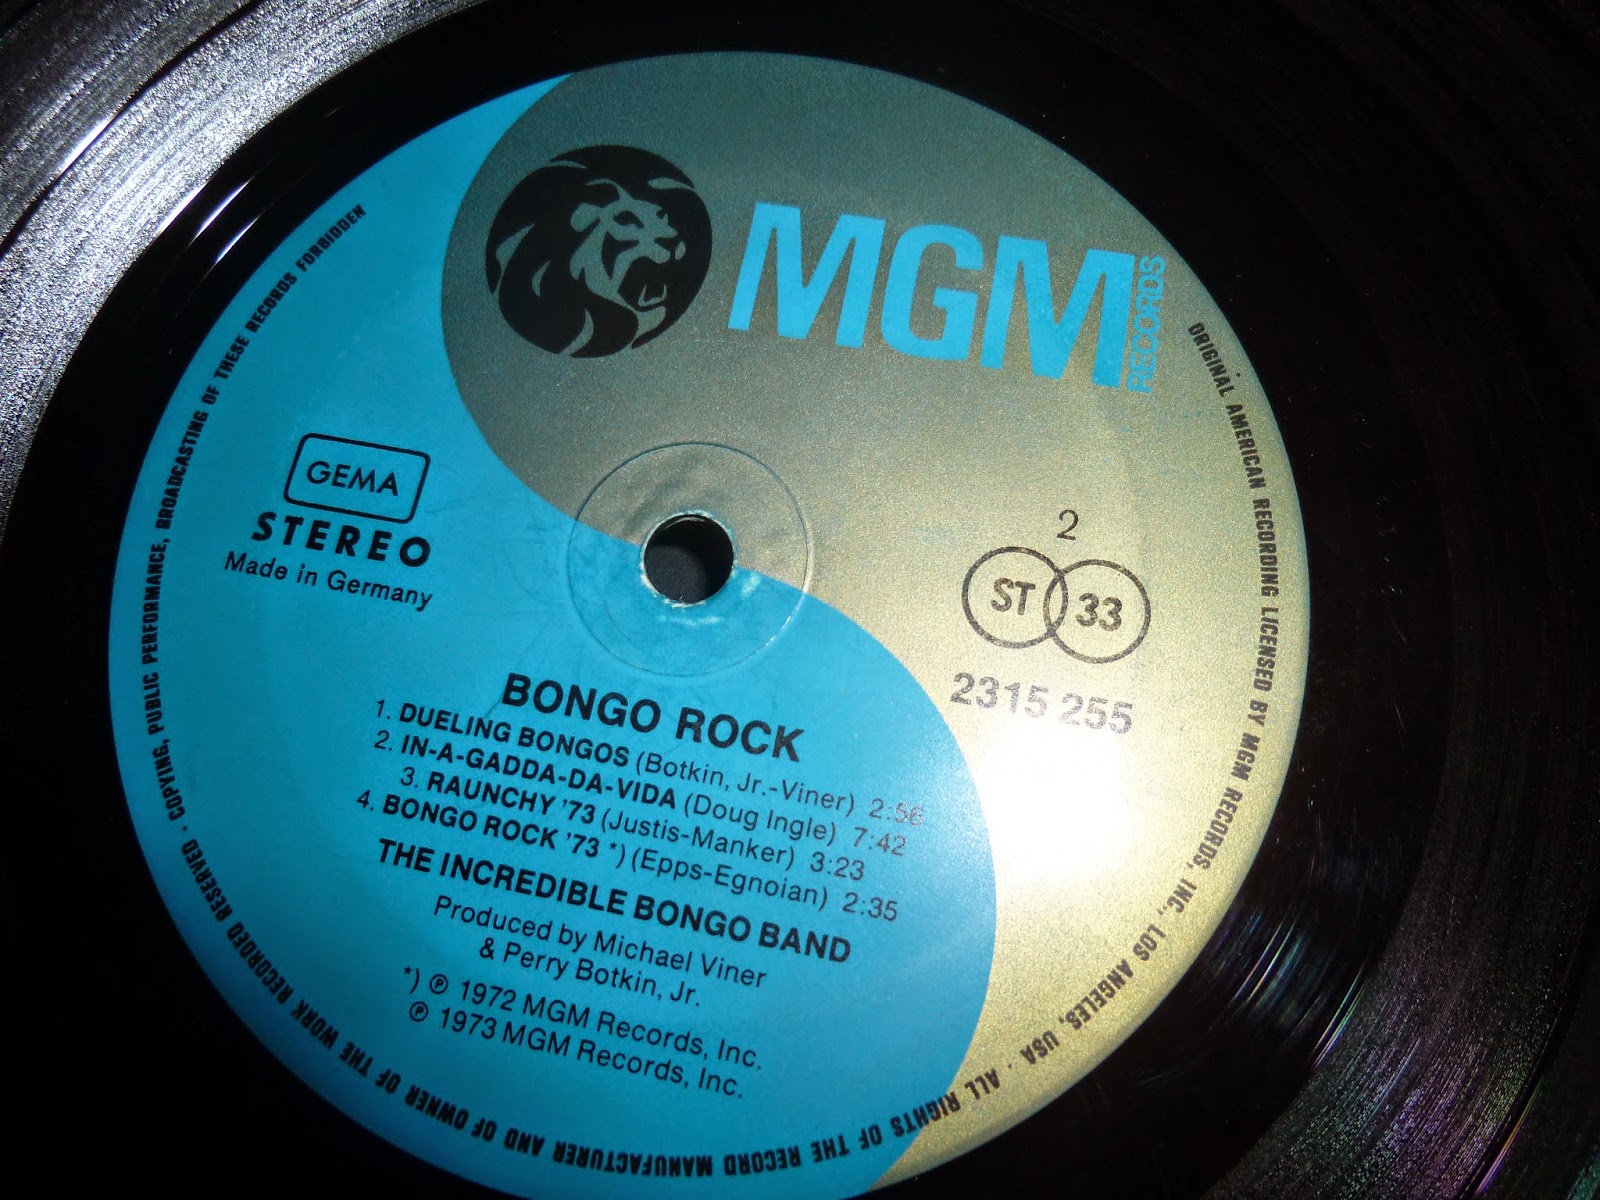 MGM
RECORDS
GEMA
STEREO
Made in Germany
2
ST 33
2315 255
BONGO ROCK
1. DUELING BONGOS (Botkin, Jr.-Viner) 2:56
2. IN-A-GADDA-DA-VIDA (Doug Ingle) 7:42
3. RAUNCHY '73 (Justis-Manker) 3:23
4. BONGO ROCK '73 *) (Epps-Egnoian) 2:35
THE INCREDIBLE BONGO BAND
Produced by Michael Viner
& Perry Botkin, Jr.
*) ℗ 1972 MGM Records, Inc.
℗ 1973 MGM Records, Inc.
ORIGINAL AMERICAN RECORDING LICENSED BY MGM RECORDS, INC., LOS ANGELES, USA · ALL RIGHTS OF THE RECORD MANUFACTURER AND OF OWNER OF THE WORK RECORDED RESERVED · COPYING, PUBLIC PERFORMANCE, BROADCASTING OF THESE RECORDS FORBIDDEN